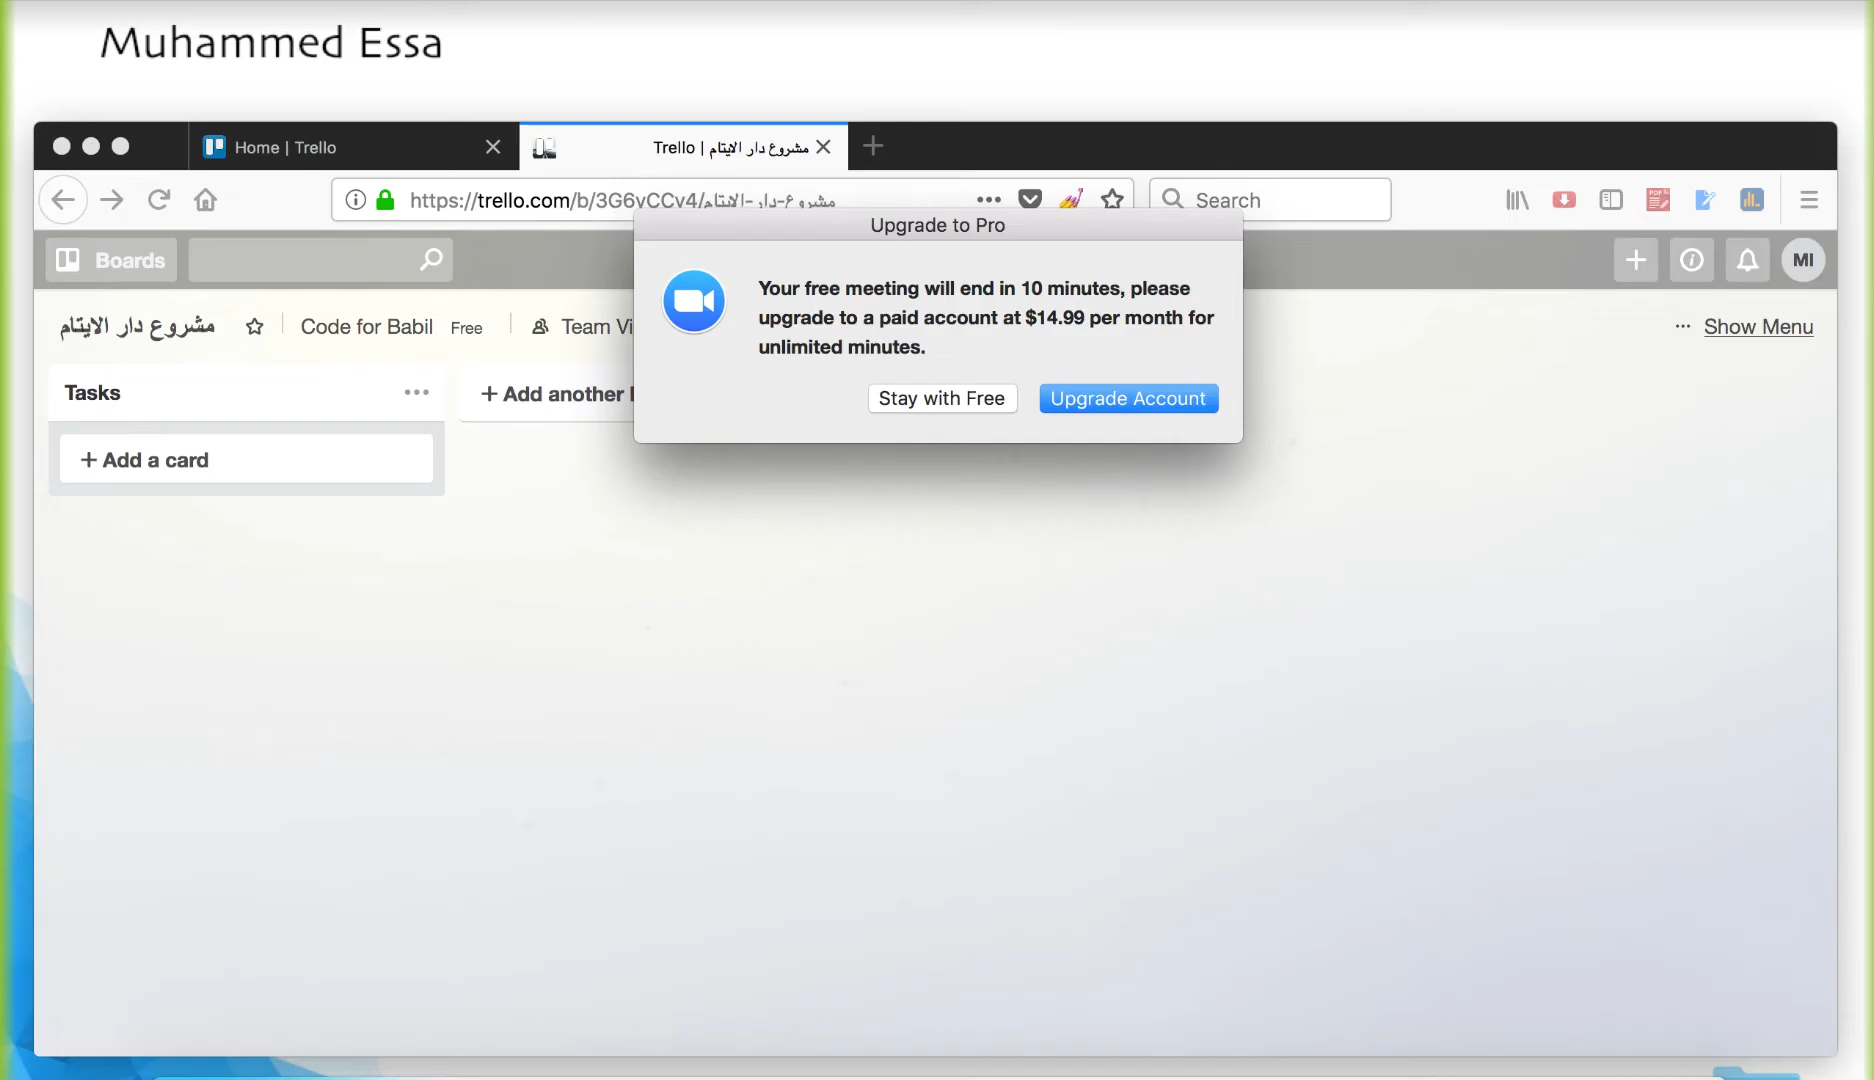 Muhammed Essa
Home | Trello
مشروع دار الايتام | Trello
https://trello.com/b/3G6vCCv4/مشروع-دار-الايتام
Search
Upgrade to Pro
Boards
MI
Your free meeting will end in 10 minutes, please
upgrade to a paid account at $14.99 per month for
unlimited minutes.
مشروع دار الايتام
Code for Babil Free
Team Vi
Show Menu
Stay with Free
Upgrade Account
Tasks
+ Add another
+ Add a card